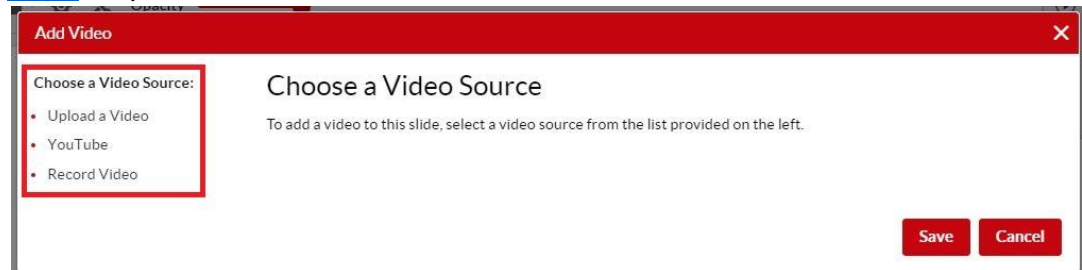 Opacity
Add Video
Choose a Video Source:
• Upload a Video
• YouTube
• Record Video
Choose a Video Source
To add a video to this slide, select a video source from the list provided on the left.
Save Cancel